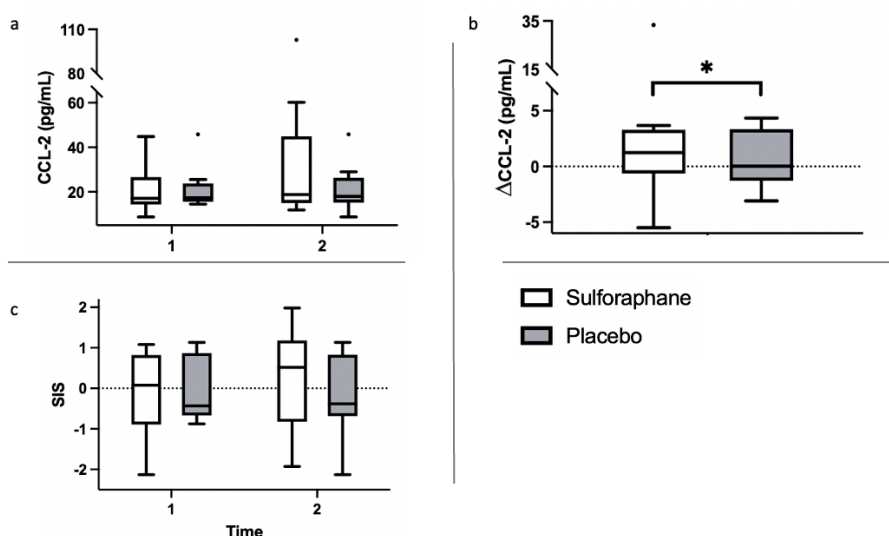 a
110
80
60
40
20
CCL-2 (pg/mL)
1
2
b
35
15
5
0
-5
ΔCCL-2 (pg/mL)
*
Sulforaphane
Placebo
c
2
1
0
-1
-2
SIS
1
2
Time